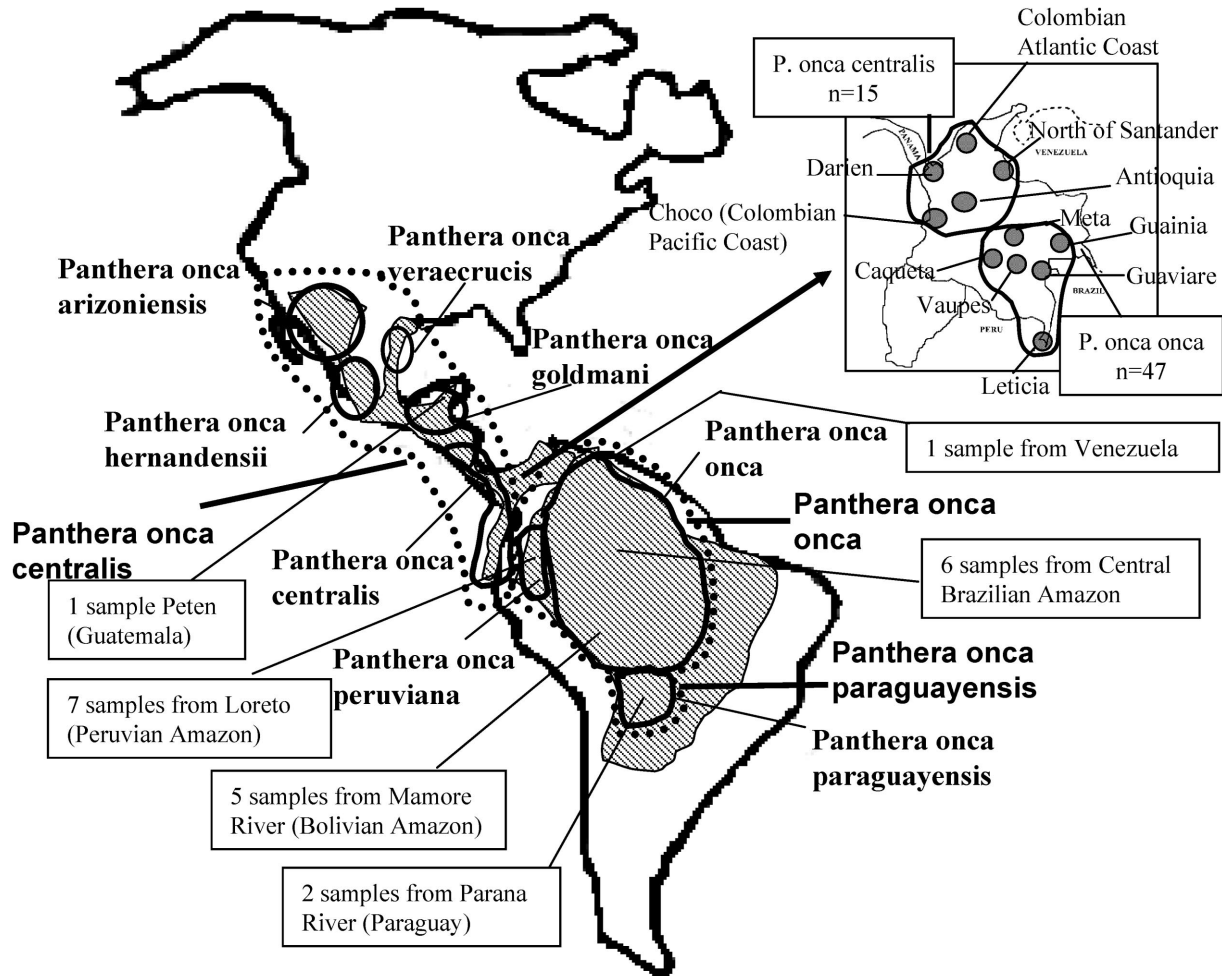 Colombian
Atlantic Coast
P. onca centralis
n=15
PANAMA
North of Santander
VENEZUELA
Darien
Antioquia
Choco (Colombian
Pacific Coast)
Meta
Guainia
Caqueta
Guaviare
Vaupes
BRAZIL
PERU
P. onca onca
n=47
Leticia
Panthera onca
veraecrucis
Panthera onca
arizoniensis
Panthera onca
goldmani
Panthera onca
hernandensii
Panthera onca
onca
1 sample from Venezuela
Panthera onca
centralis
Panthera onca
onca
Panthera onca
centralis
6 samples from Central
Brazilian Amazon
1 sample Peten
(Guatemala)
Panthera onca
peruviana
Panthera onca
paraguayensis
7 samples from Loreto
(Peruvian Amazon)
Panthera onca
paraguayensis
5 samples from Mamore
River (Bolivian Amazon)
2 samples from Parana
River (Paraguay)